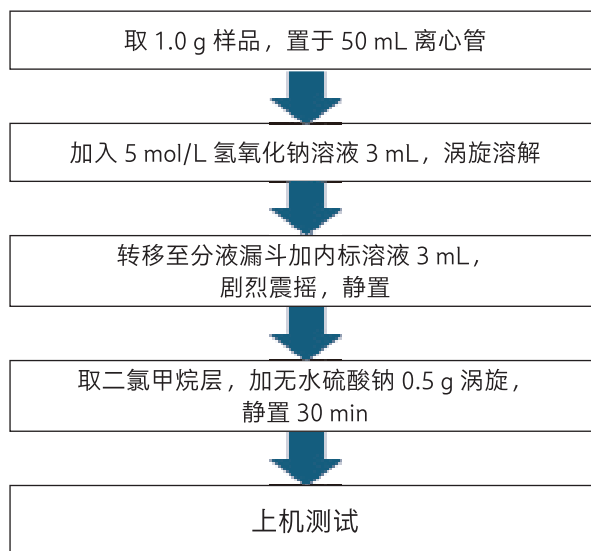 取 1.0 g 样品，置于 50 mL 离心管
加入 5 mol/L 氢氧化钠溶液 3 mL，涡旋溶解
转移至分液漏斗加内标溶液 3 mL，
剧烈震摇，静置
取二氯甲烷层，加无水硫酸钠 0.5 g 涡旋，
静置 30 min
上机测试